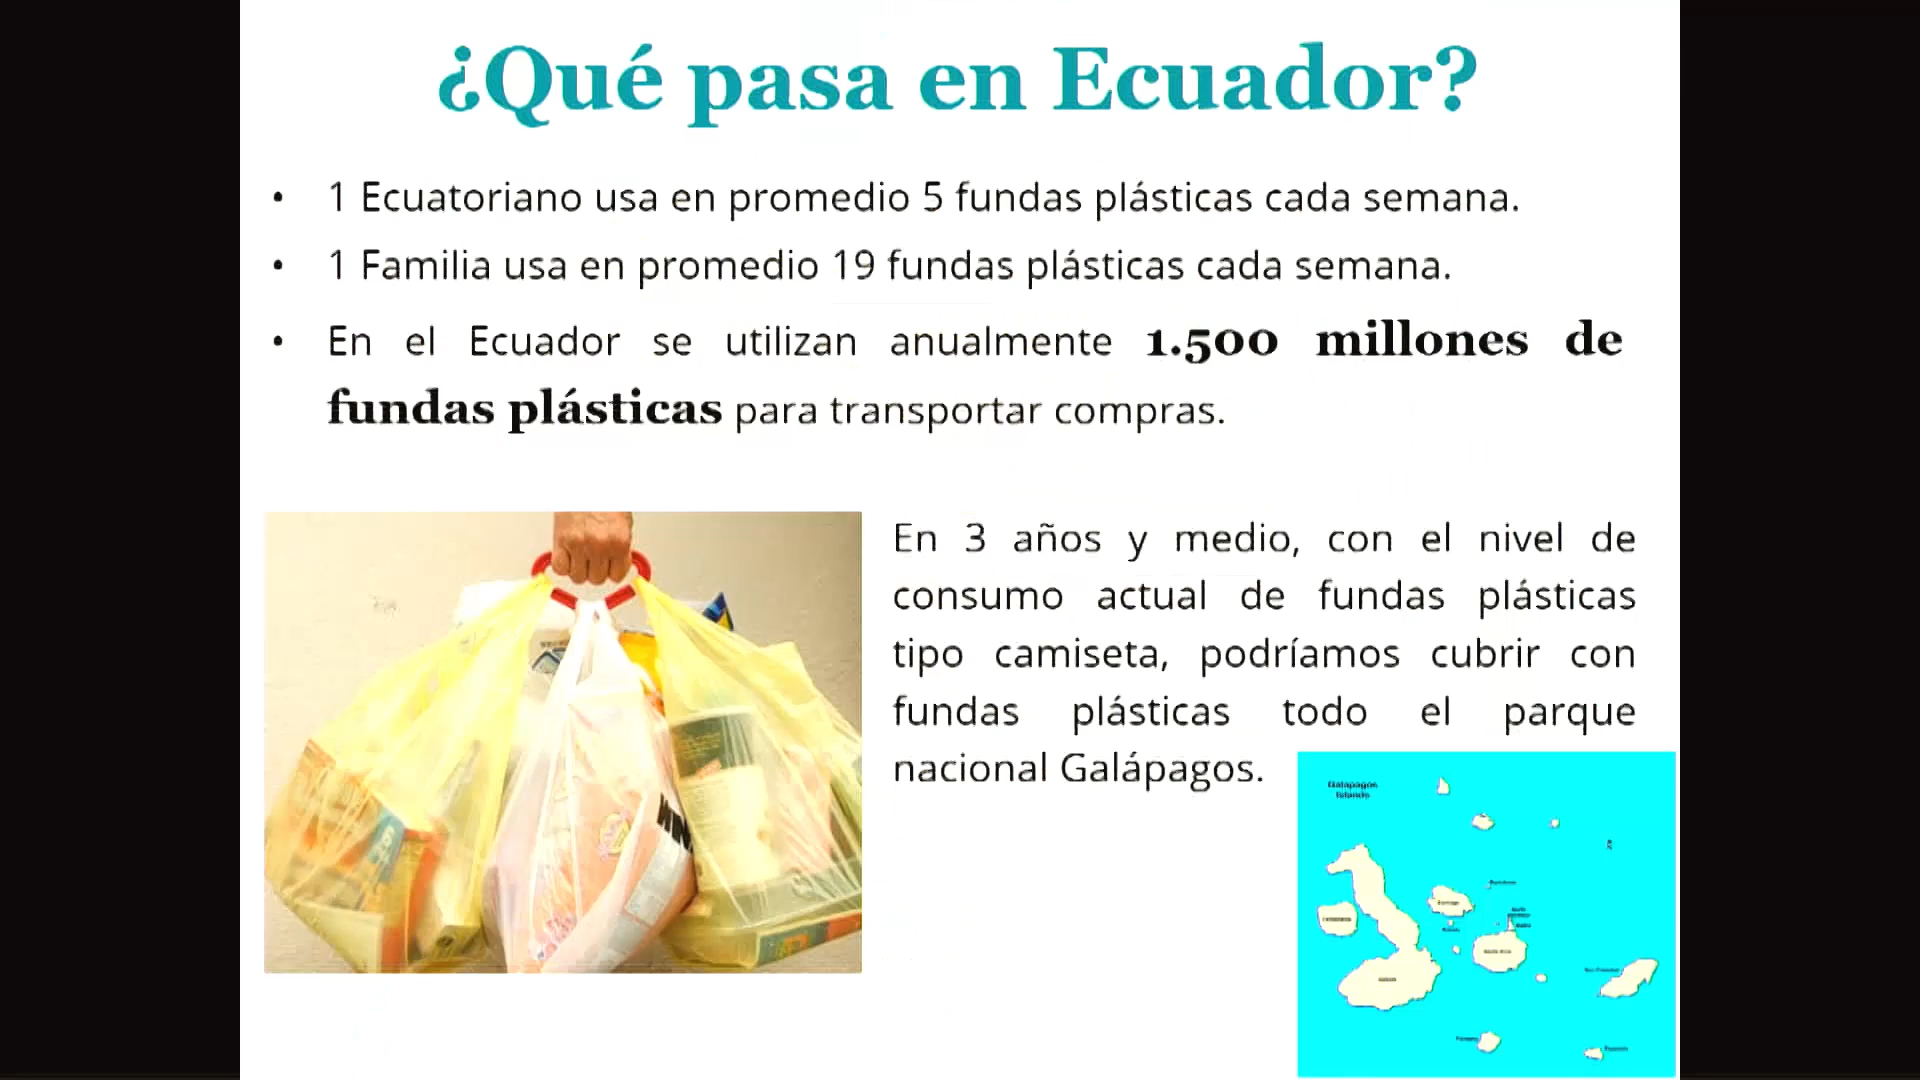 ¿Qué pasa en Ecuador?
• 1 Ecuatoriano usa en promedio 5 fundas plásticas cada semana.
• 1 Familia usa en promedio 19 fundas plásticas cada semana.
• En el Ecuador se utilizan anualmente 1.500 millones de
fundas plásticas para transportar compras.
En 3 años y medio, con el nivel de
consumo actual de fundas plásticas
tipo camiseta, podríamos cubrir con
fundas plásticas todo el parque
nacional Galápagos.
Galapagos
Islands